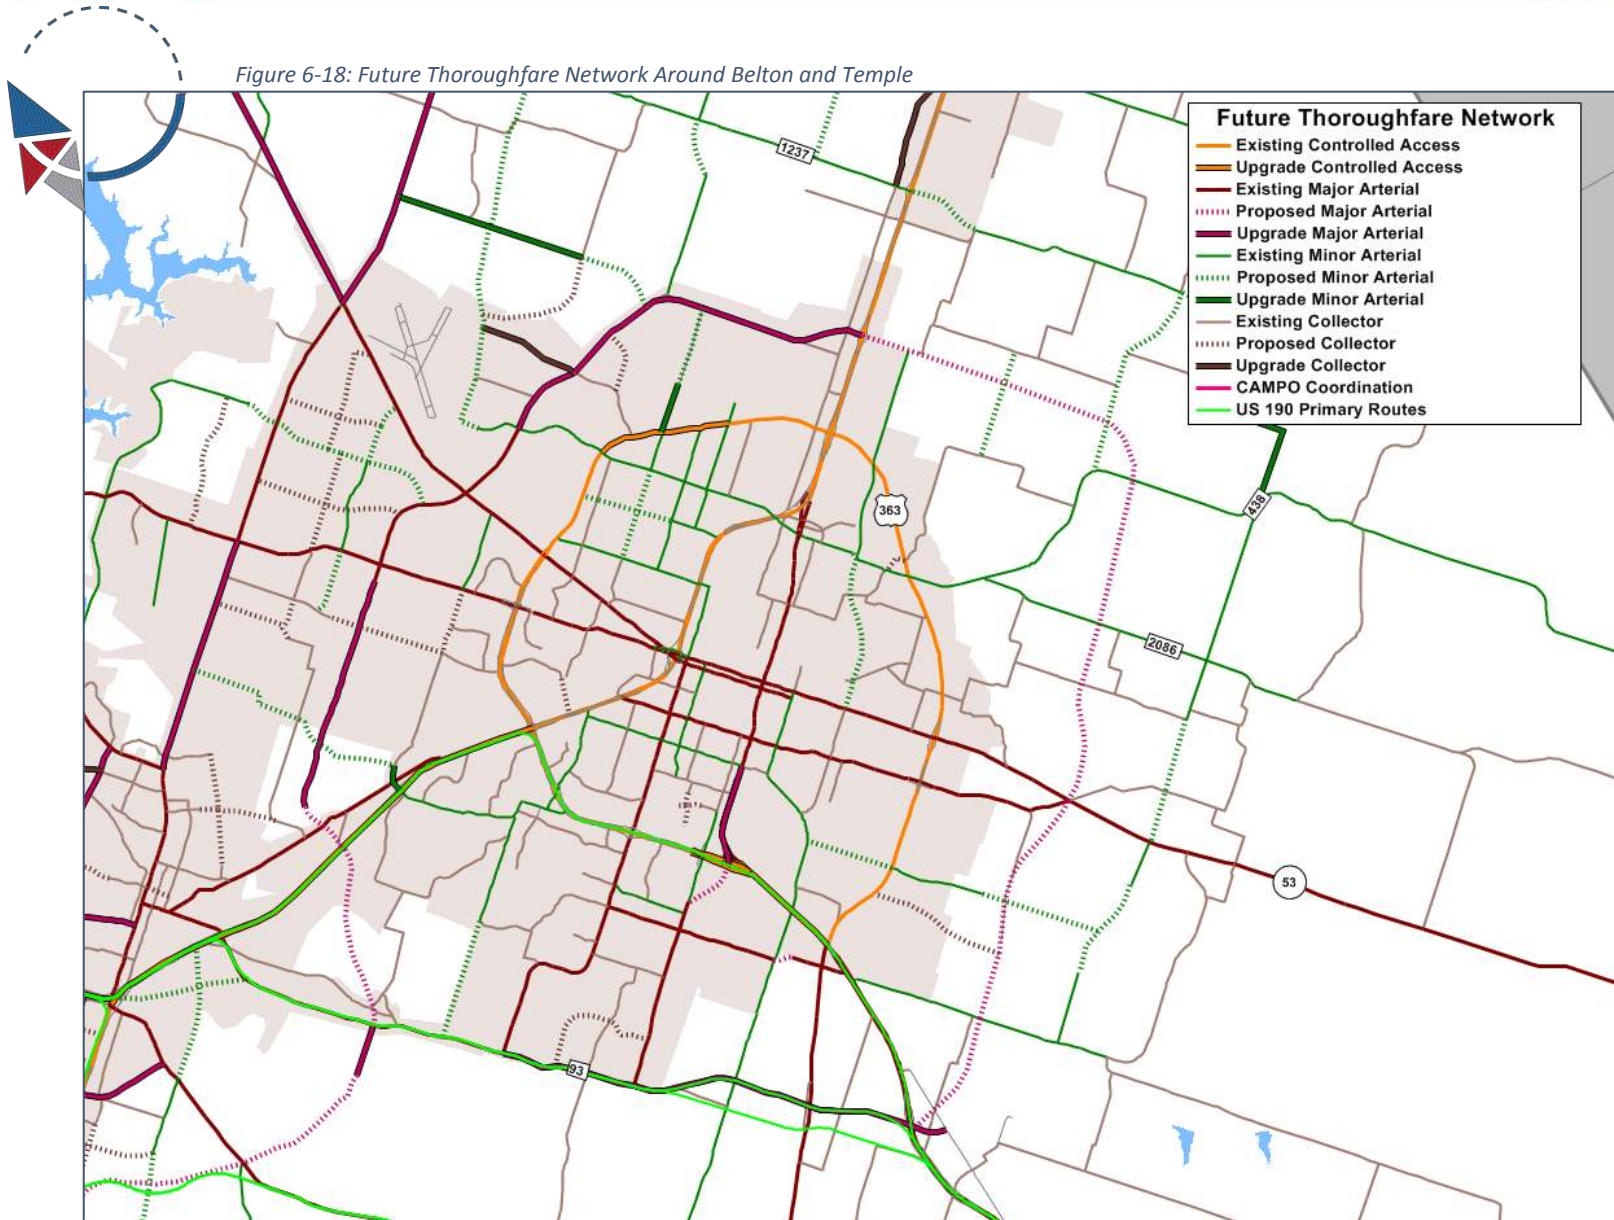 Figure 6-18: Future Thoroughfare Network Around Belton and Temple
Future Thoroughfare Network
Existing Controlled Access
Upgrade Controlled Access
Existing Major Arterial
Proposed Major Arterial
Upgrade Major Arterial
Existing Minor Arterial
Proposed Minor Arterial
Upgrade Minor Arterial
Existing Collector
Proposed Collector
Upgrade Collector
CAMPO Coordination
US 190 Primary Routes
1237
363
438
2086
53
93